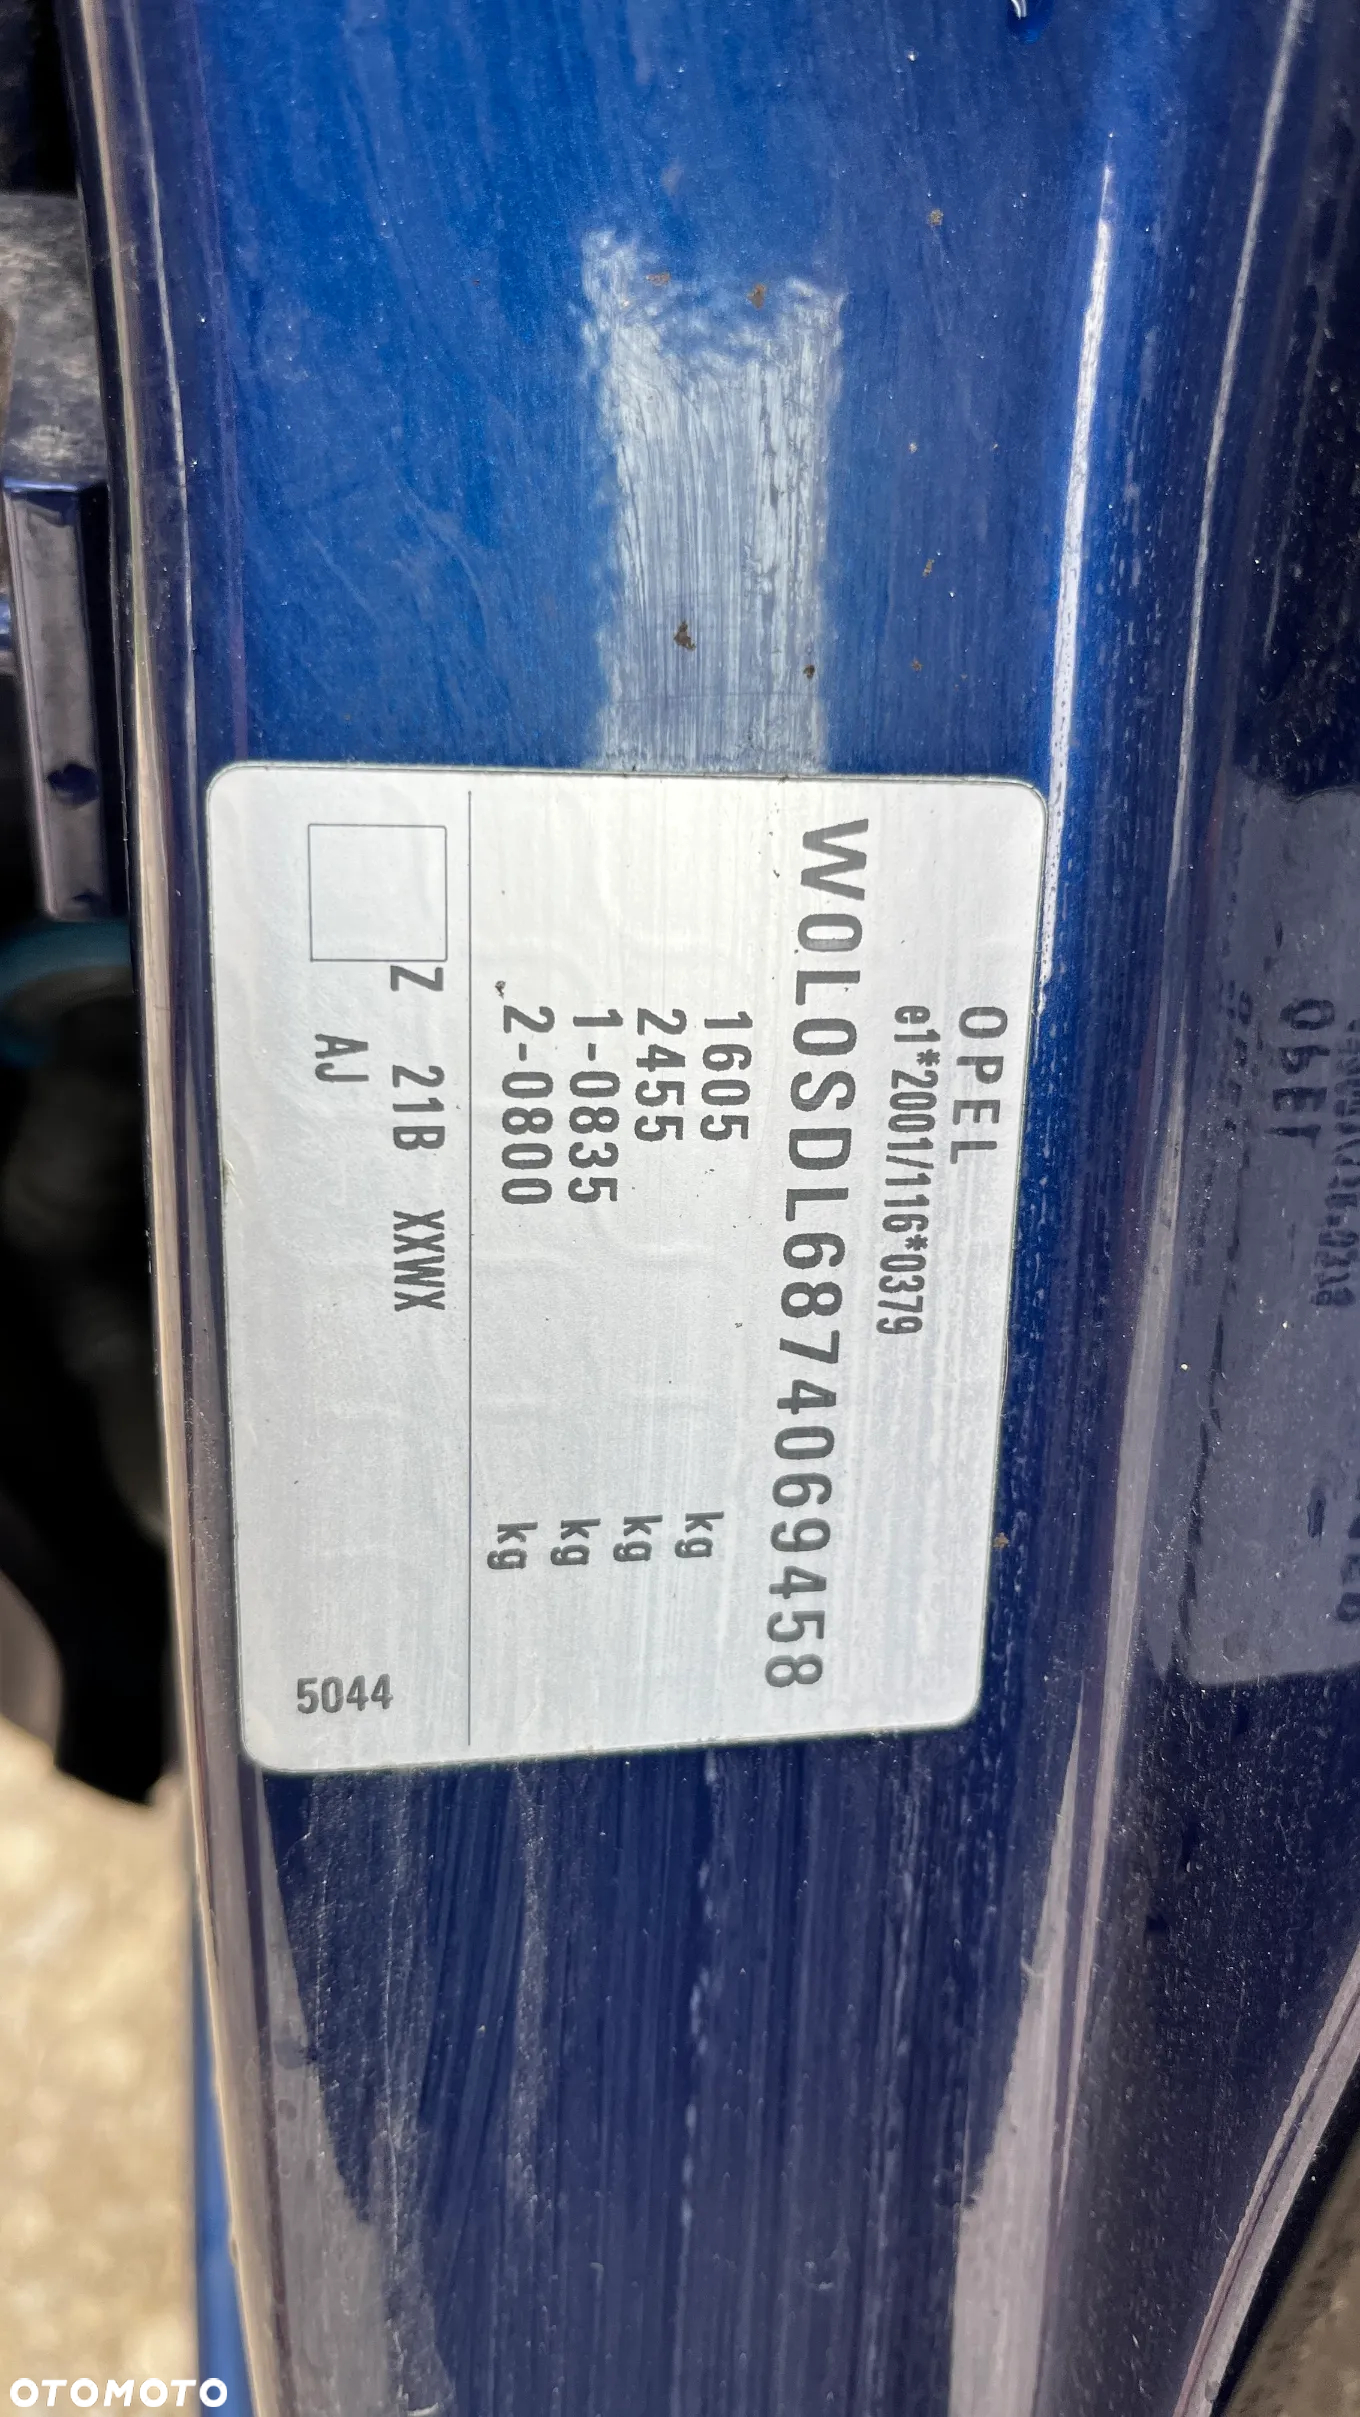 OPEL
e1*2001/116*0379
W0L0SDL6874069458
1605 kg
2455 kg
1-0835 kg
2-0800 kg
Z 21B XXWX
AJ
5044
OTOMOTO